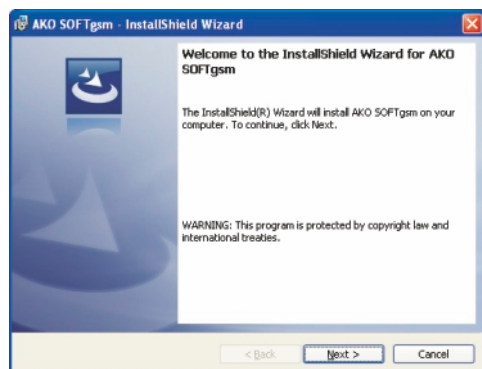 AKO SOFTgsm - InstallShield Wizard
Welcome to the InstallShield Wizard for AKO
SOFTgsm
The InstallShield(R) Wizard will install AKO SOFTgsm on your
computer. To continue, click Next.
WARNING: This program is protected by copyright law and
international treaties.
< Back
Next >
Cancel